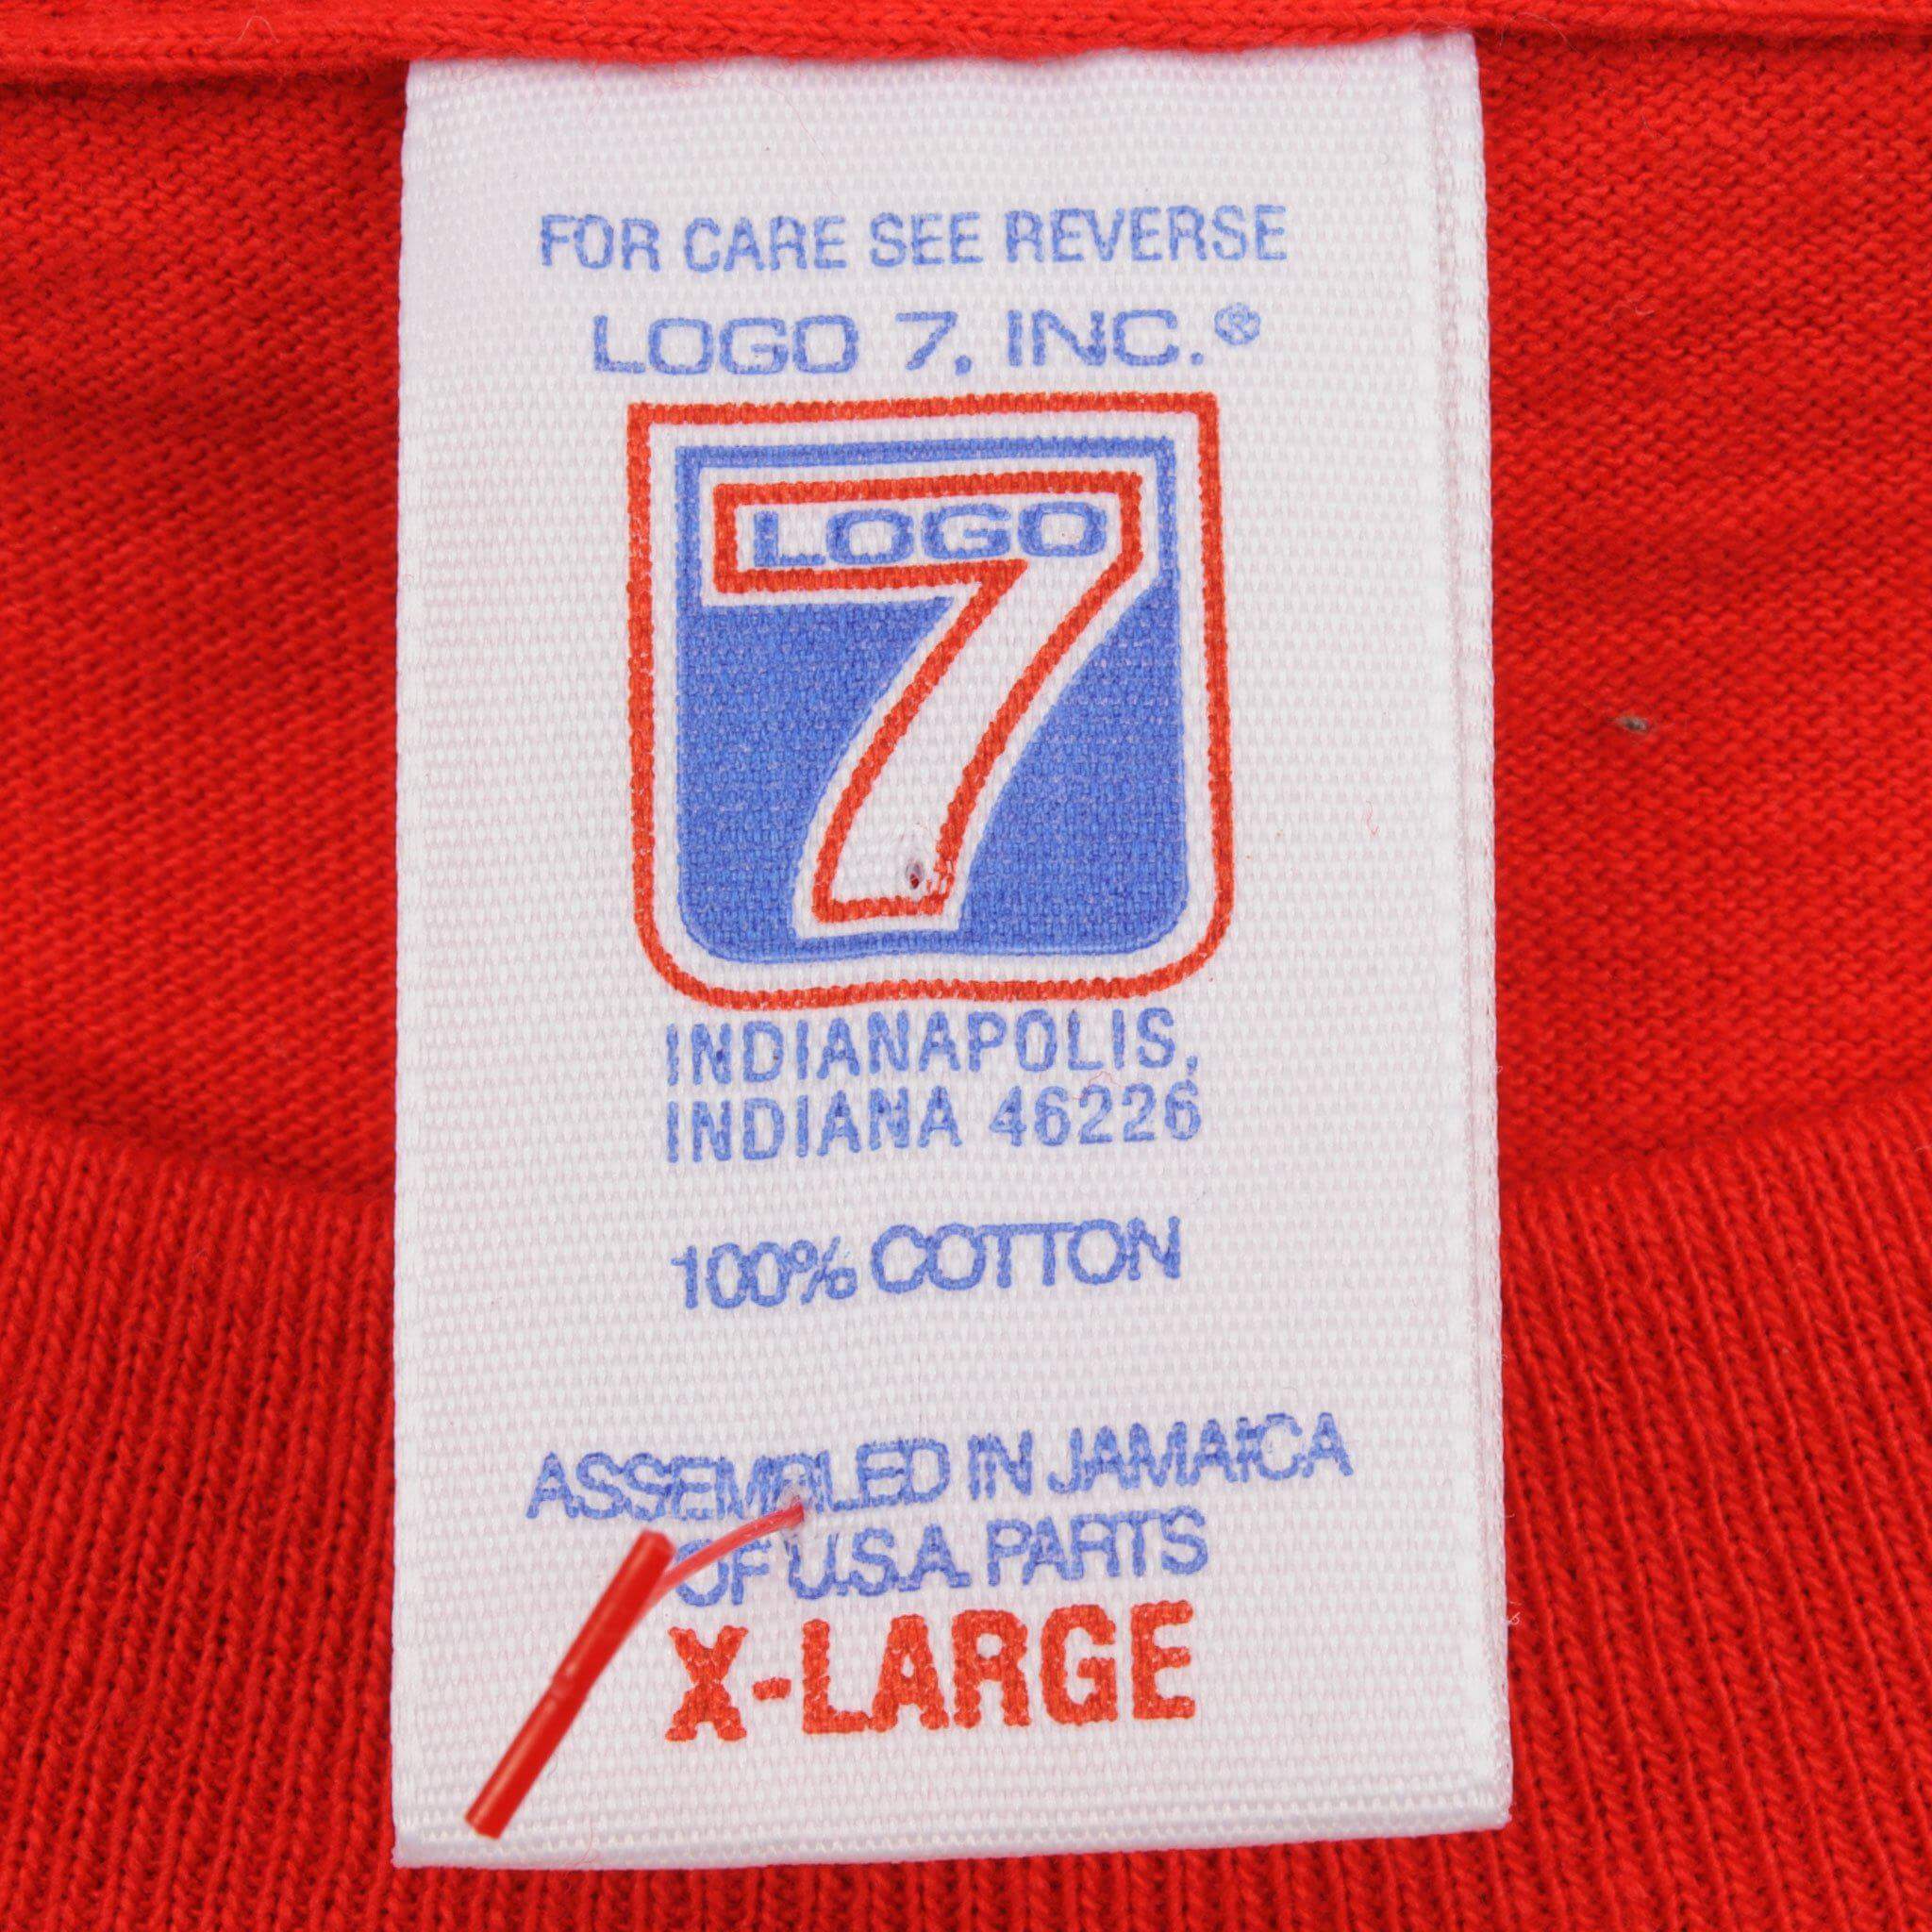 FOR CARE SEE REVERSE
LOGO 7, INC.®
LOGO
7
INDIANAPOLIS,
INDIANA 46226
100% COTTON
ASSEMBLED IN JAMAICA
OF U.S.A. PARTS
X-LARGE